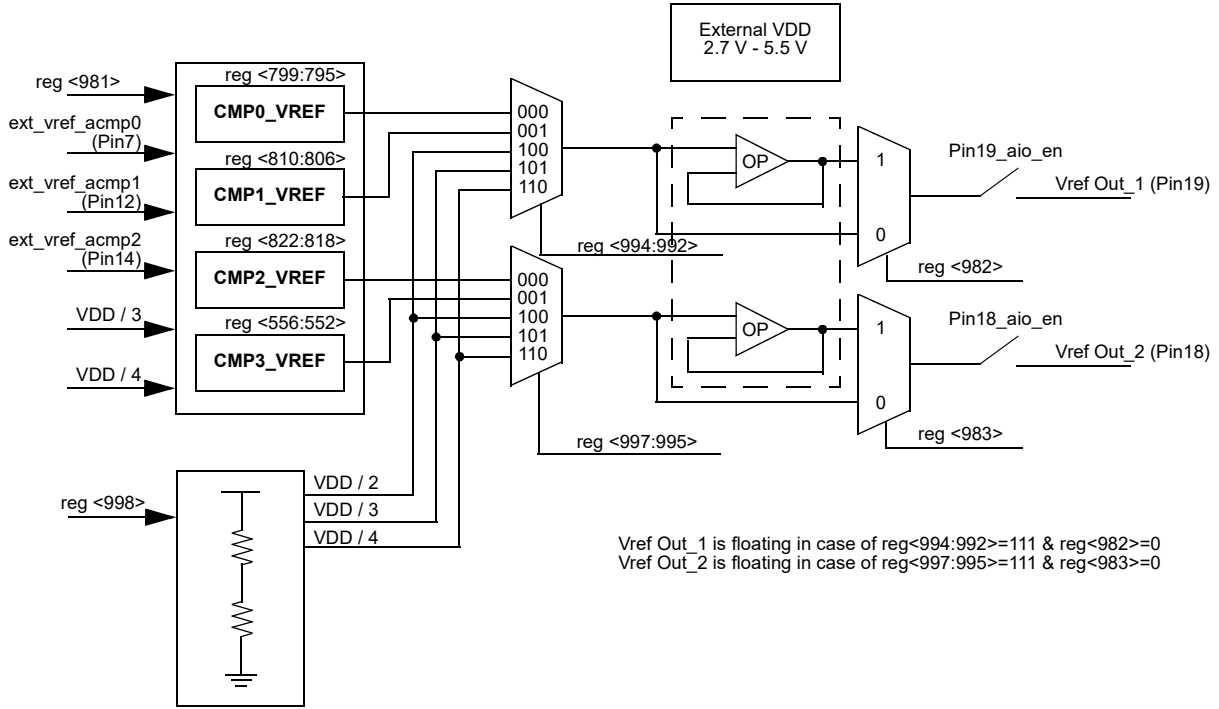 External VDD
2.7 V - 5.5 V
reg <981>
ext_vref_acmp0
(Pin7)
ext_vref_acmp1
(Pin12)
ext_vref_acmp2
(Pin14)
VDD / 3
VDD / 4
reg <799:795>
CMP0_VREF
reg <810:806>
CMP1_VREF
reg <822:818>
CMP2_VREF
reg <556:552>
CMP3_VREF
000
001
100
101
110
reg <994:992>
OP
1
0
reg <982>
Pin19_aio_en
Vref Out_1 (Pin19)
000
001
100
101
110
reg <997:995>
OP
1
0
reg <983>
Pin18_aio_en
Vref Out_2 (Pin18)
reg <998>
VDD / 2
VDD / 3
VDD / 4
Vref Out_1 is floating in case of reg<994:992>=111 & reg<982>=0
Vref Out_2 is floating in case of reg<997:995>=111 & reg<983>=0